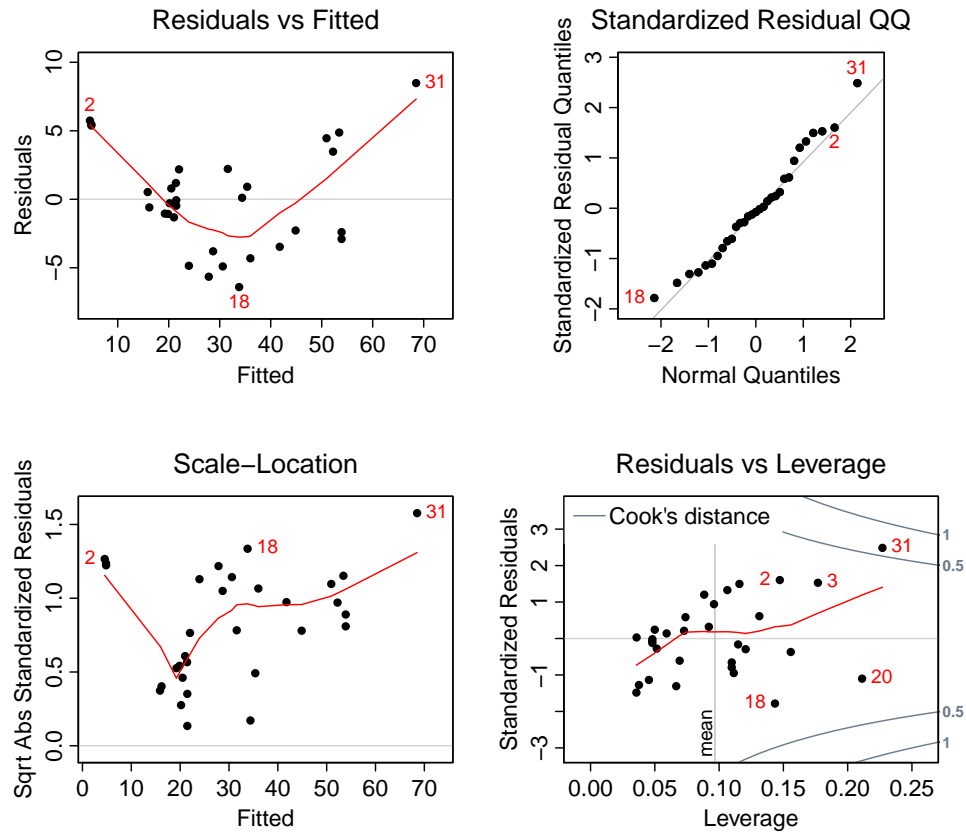 Residuals vs Fitted
Residuals
10
5
0
−5
2
31
18
10 20 30 40 50 60 70
Fitted
Standardized Residual QQ
Standardized Residual Quantiles
3
2
1
0
−1
−2
31
2
18
−2 −1 0 1 2
Normal Quantiles
Scale−Location
Sqrt Abs Standardized Residuals
1.5
1.0
0.5
0.0
2
18
31
0 10 20 30 40 50 60 70
Fitted
Residuals vs Leverage
Standardized Residuals
3
1
−1
−3
Cook's distance
1
0.5
31
2
3
20
18
0.5
1
mean
0.00 0.05 0.10 0.15 0.20 0.25
Leverage